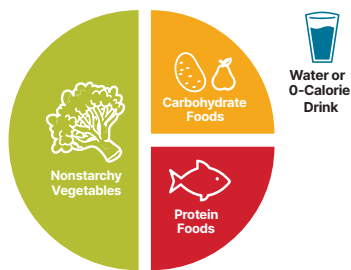 Carbohydrate
Foods
Water or
0-Calorie
Drink
Nonstarchy
Vegetables
Protein
Foods